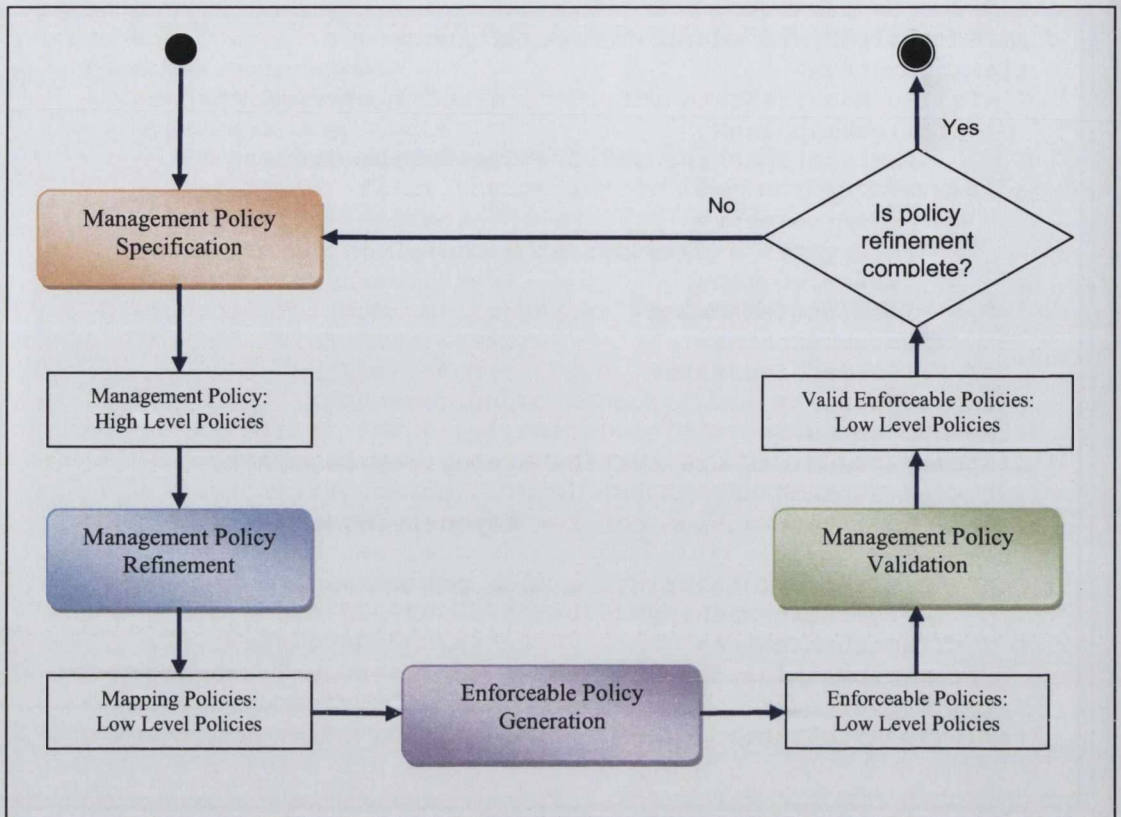 Management Policy
Specification
Management Policy:
High Level Policies
Management Policy
Refinement
Mapping Policies:
Low Level Policies
Enforceable Policy
Generation
Enforceable Policies:
Low Level Policies
Management Policy
Validation
Valid Enforceable Policies:
Low Level Policies
Is policy
refinement
complete?
No
Yes